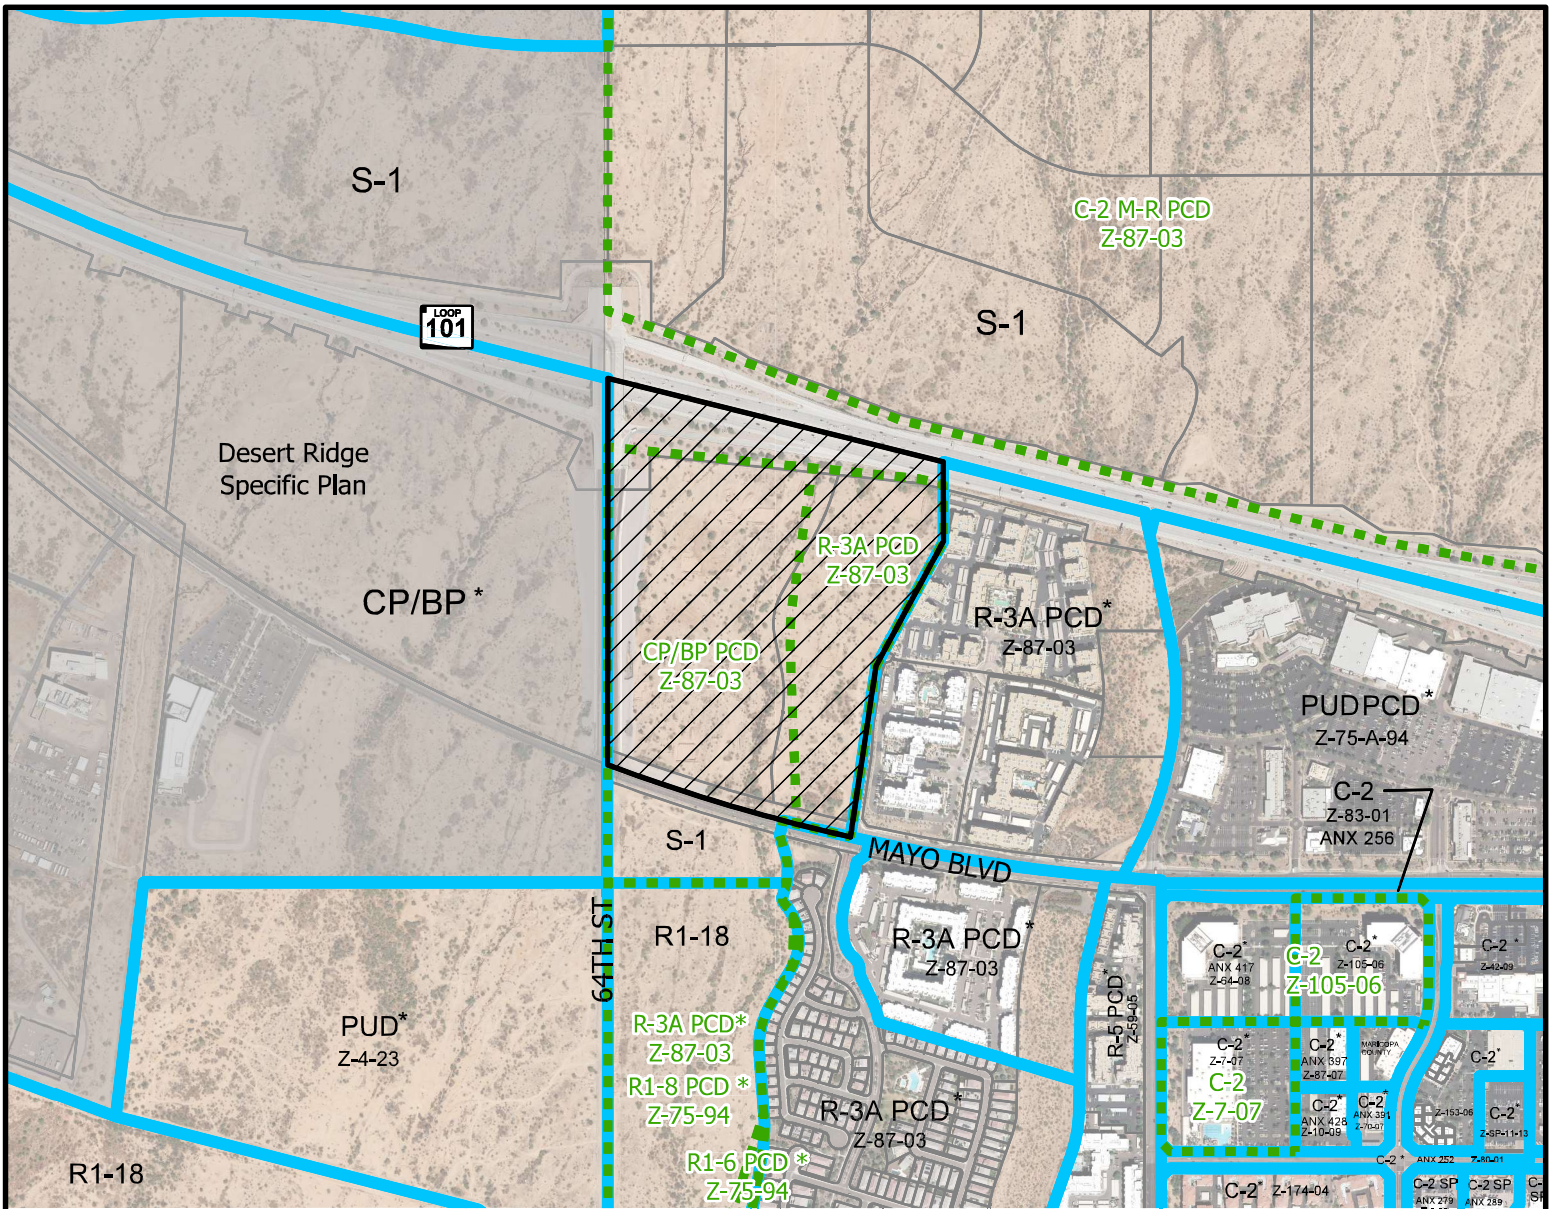 S-1
C-2 M-R PCD
Z-87-03
S-1
LOOP
101
Desert Ridge
Specific Plan
CP/BP *
R-3A PCD
Z-87-03
CP/BP PCD
Z-87-03
R-3A PCD*
Z-87-03
PUD PCD*
Z-75-A-94
C-2
Z-83-01
ANX 256
S-1
MAYO BLVD
64TH ST
R1-18
R-3A PCD*
Z-87-03
R-5 PCD*
Z-59-05
C-2*
ANX 417
Z-64-08
C-2
Z-105-06
C-2*
Z-105-06
C-2 *
Z-42-09
PUD*
Z-4-23
R-3A PCD*
Z-87-03
R1-8 PCD *
Z-75-94
R1-6 PCD *
Z-75-94
R-3A PCD*
Z-87-03
C-2*
Z-7-07
C-2
Z-7-07
C-2*
ANX 397
Z-87-07
MARICOPA
COUNTY
C-2*
C-2*
ANX 428
Z-10-09
C-2*
ANX 391
Z-70-07
Z-153-06
C-2*
Z-SP-11-13
C-2 *
ANX 252
Z-80-01
R1-18
C-2* Z-174-04
C-2 SP
ANX 279
C-2 SP
ANX 289
C-
SP